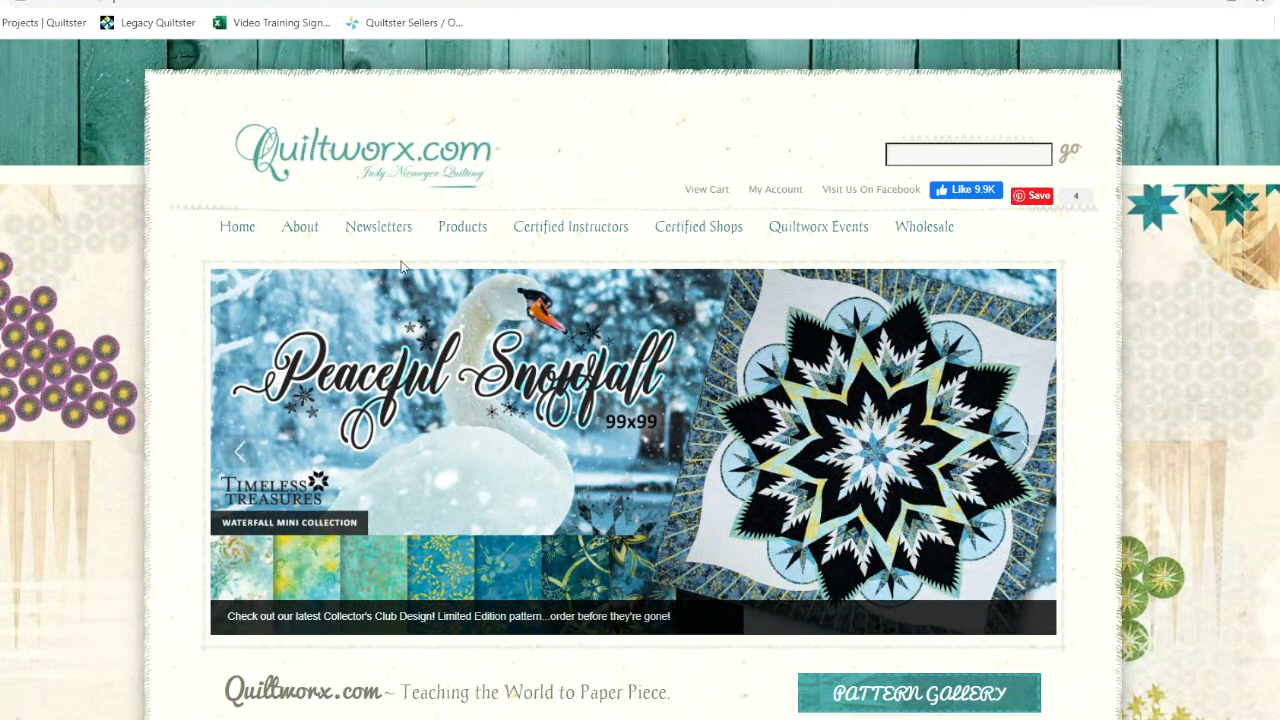 Projects | Quiltster Legacy Quiltster Video Training Sign... Quiltster Sellers / O...
Quiltworx.com
Judy Niemeyer Quilting
go
View Cart My Account Visit Us On Facebook Like 9.9K Save 4
Home About Newsletters Products Certified Instructors Certified Shops Quiltworx Events Wholesale
Peaceful Snowfall
99x99
TIMELESS
TREASURES
WATERFALL MINI COLLECTION
Check out our latest Collector's Club Design! Limited Edition pattern...order before they're gone!
Quiltworx.com ~ Teaching the World to Paper Piece.
PATTERN GALLERY